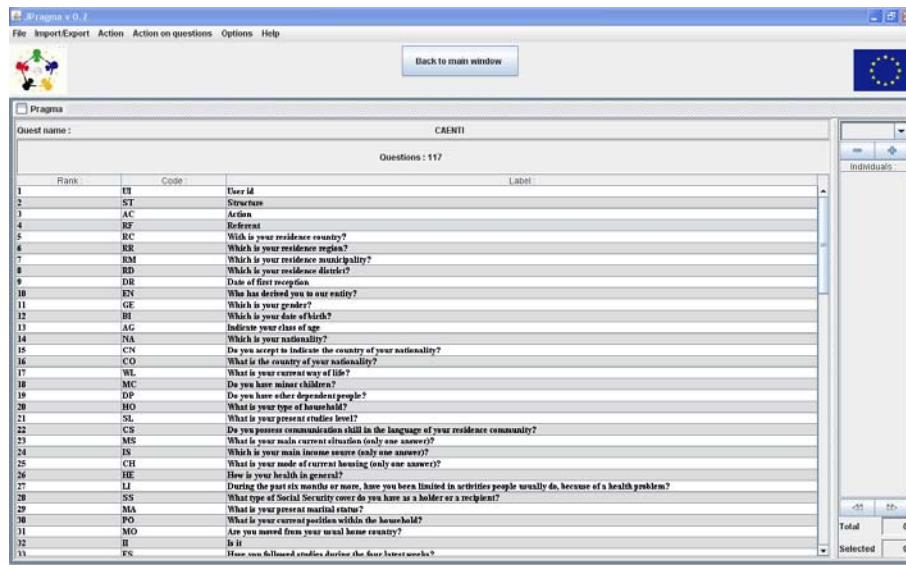 JPragma v 0.2
File Import/Export Action Action on questions Options Help
Back to main window
Pragma
Quest name : CAENTI
Questions : 117
Individuals :
Rank : Code : Label :
1 UI User id
2 ST Structure
3 AC Action
4 RF Referent
5 RC With is your residence country?
6 RR Which is your residence region?
7 RM Which is your residence municipality?
8 RD Which is your residence district?
9 DR Date of first reception
10 EN Who has derived you to our entity?
11 GE Which is your gender?
12 BI Which is your date of birth?
13 AG Indicate your class of age
14 NA Which is your nationality?
15 CN Do you accept to indicate the country of your nationality?
16 CO What is the country of your nationality?
17 WL What is your current way of life?
18 MC Do you have minor children?
19 DP Do you have other dependent people?
20 HO What is your type of household?
21 SL What is your present studies level?
22 CS Do you possess communication skill in the language of your residence community?
23 MS What is your main current situation (only one answer)?
24 IS Which is your main income source (only one answer)?
25 CH What is your mode of current housing (only one answer)?
26 HE How is your health in general?
27 LI During the past six months or more, have you been limited in activities people usually do, because of a health problem?
28 SS What type of Social Security cover do you have as a holder or a recipient?
29 MA What is your present marital status?
30 PO What is your current position within the household?
31 MO Are you moved from your usual home country?
32 II Is it
33 FS Have you followed studies during the four latest weeks?
Total 0
Selected 0